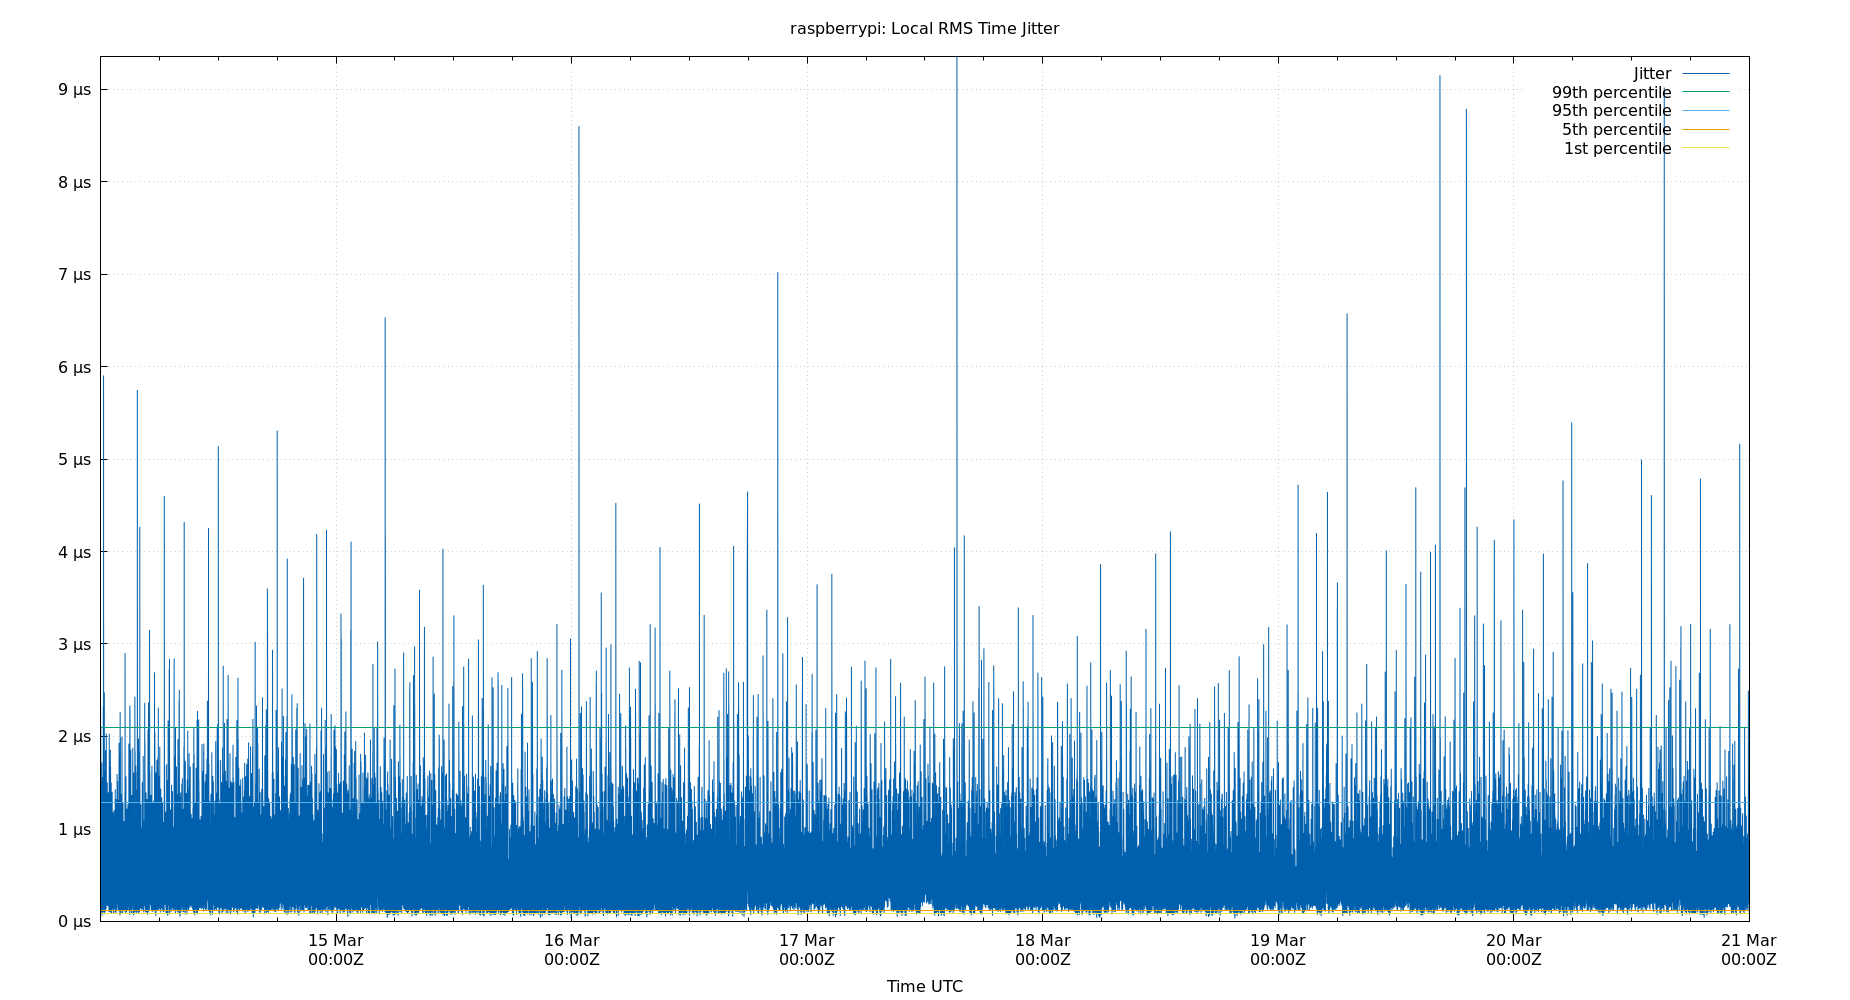 raspberrypi: Local RMS Time Jitter
Jitter
99th percentile
95th percentile
5th percentile
1st percentile
9 µs
8 µs
7 µs
6 µs
5 µs
4 µs
3 µs
2 µs
1 µs
0 µs
15 Mar 16 Mar 17 Mar 18 Mar 19 Mar 20 Mar 21 Mar
00:00Z 00:00Z 00:00Z 00:00Z 00:00Z 00:00Z 00:00Z
Time UTC